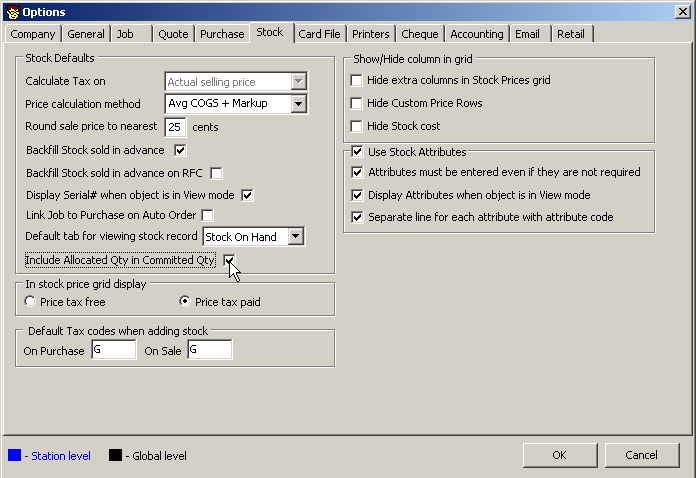 Options
Company General Job Quote Purchase Stock Card File Printers Cheque Accounting Email Retail
Stock Defaults
Calculate Tax on Actual selling price
Price calculation method Avg COGS + Markup
Round sale price to nearest 25 cents
Backfill Stock sold in advance
Backfill Stock sold in advance on RFC
Display Serial# when object is in View mode
Link Job to Purchase on Auto Order
Default tab for viewing stock record Stock On Hand
Include Allocated Qty in Committed Qty
In stock price grid display
Price tax free Price tax paid
Default Tax codes when adding stock
On Purchase G On Sale G
Show/Hide column in grid
Hide extra columns in Stock Prices grid
Hide Custom Price Rows
Hide Stock cost
Use Stock Attributes
Attributes must be entered even if they are not required
Display Attributes when object is in View mode
Separate line for each attribute with attribute code
- Station level - Global level
OK Cancel